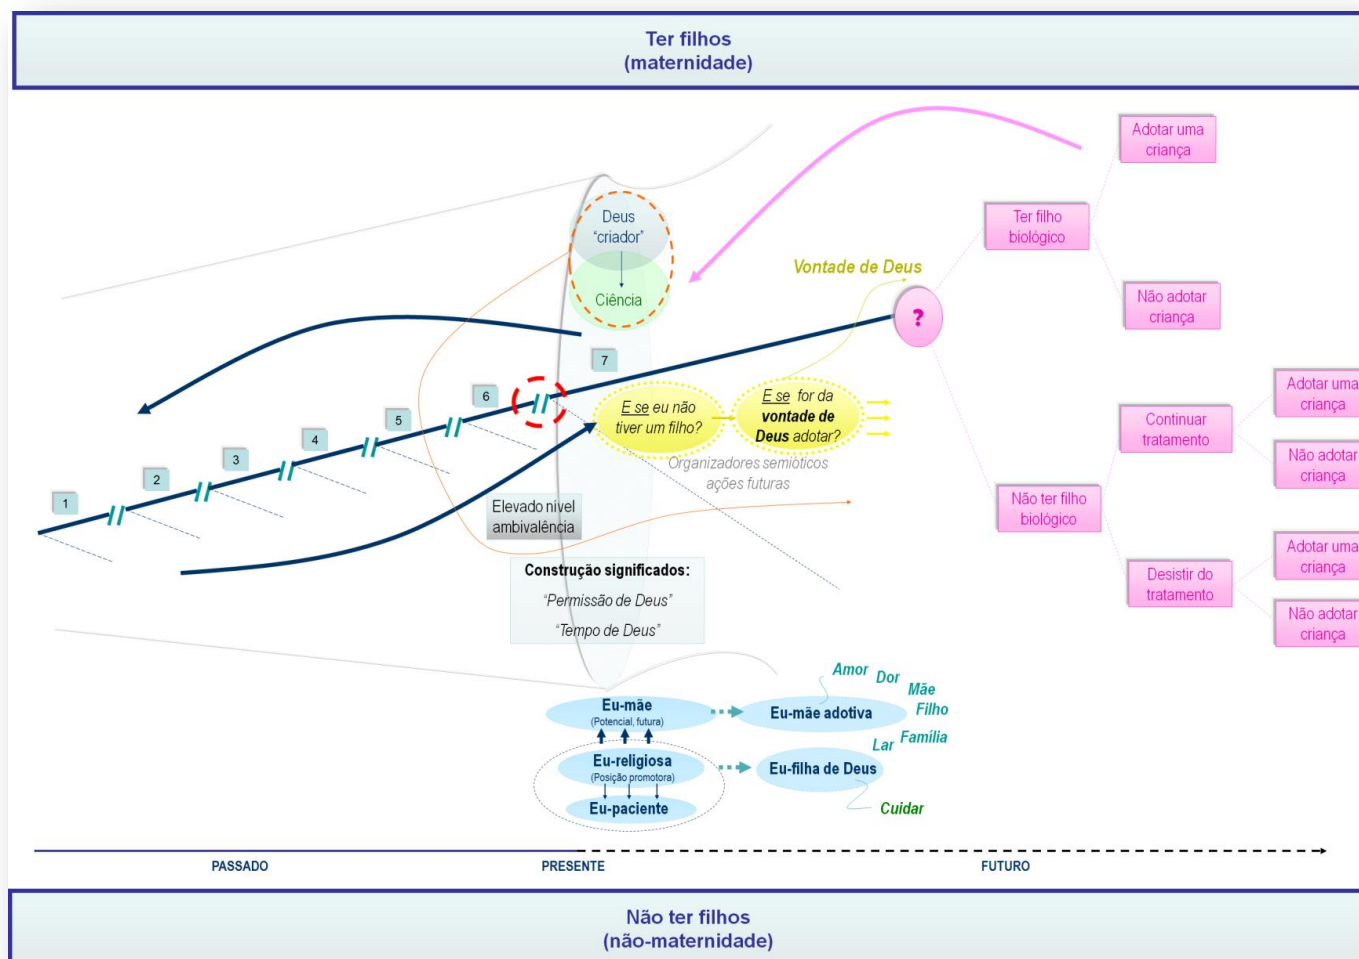 Ter filhos
(maternidade)
Adotar uma
criança
Deus
“criador”
Ciência
Ter filho
biológico
Vontade de Deus
Não adotar
criança
?
7
6
5
4
3
2
1
E se eu não
tiver um filho?
E se for da
vontade de
Deus adotar?
Organizadores semióticos
ações futuras
Adotar uma
criança
Continuar
tratamento
Não adotar
criança
Não ter filho
biológico
Elevado nível
ambivalência
Adotar uma
criança
Desistir do
tratamento
Não adotar
criança
Construção significados:
“Permissão de Deus”
“Tempo de Deus”
Amor
Dor
Mãe
Filho
Família
Lar
Eu-mãe
(Potencial, futura)
Eu-mãe adotiva
Eu-religiosa
(Posição promotora)
Eu-filha de Deus
Eu-paciente
Cuidar
PASSADO
PRESENTE
FUTURO
Não ter filhos
(não-maternidade)